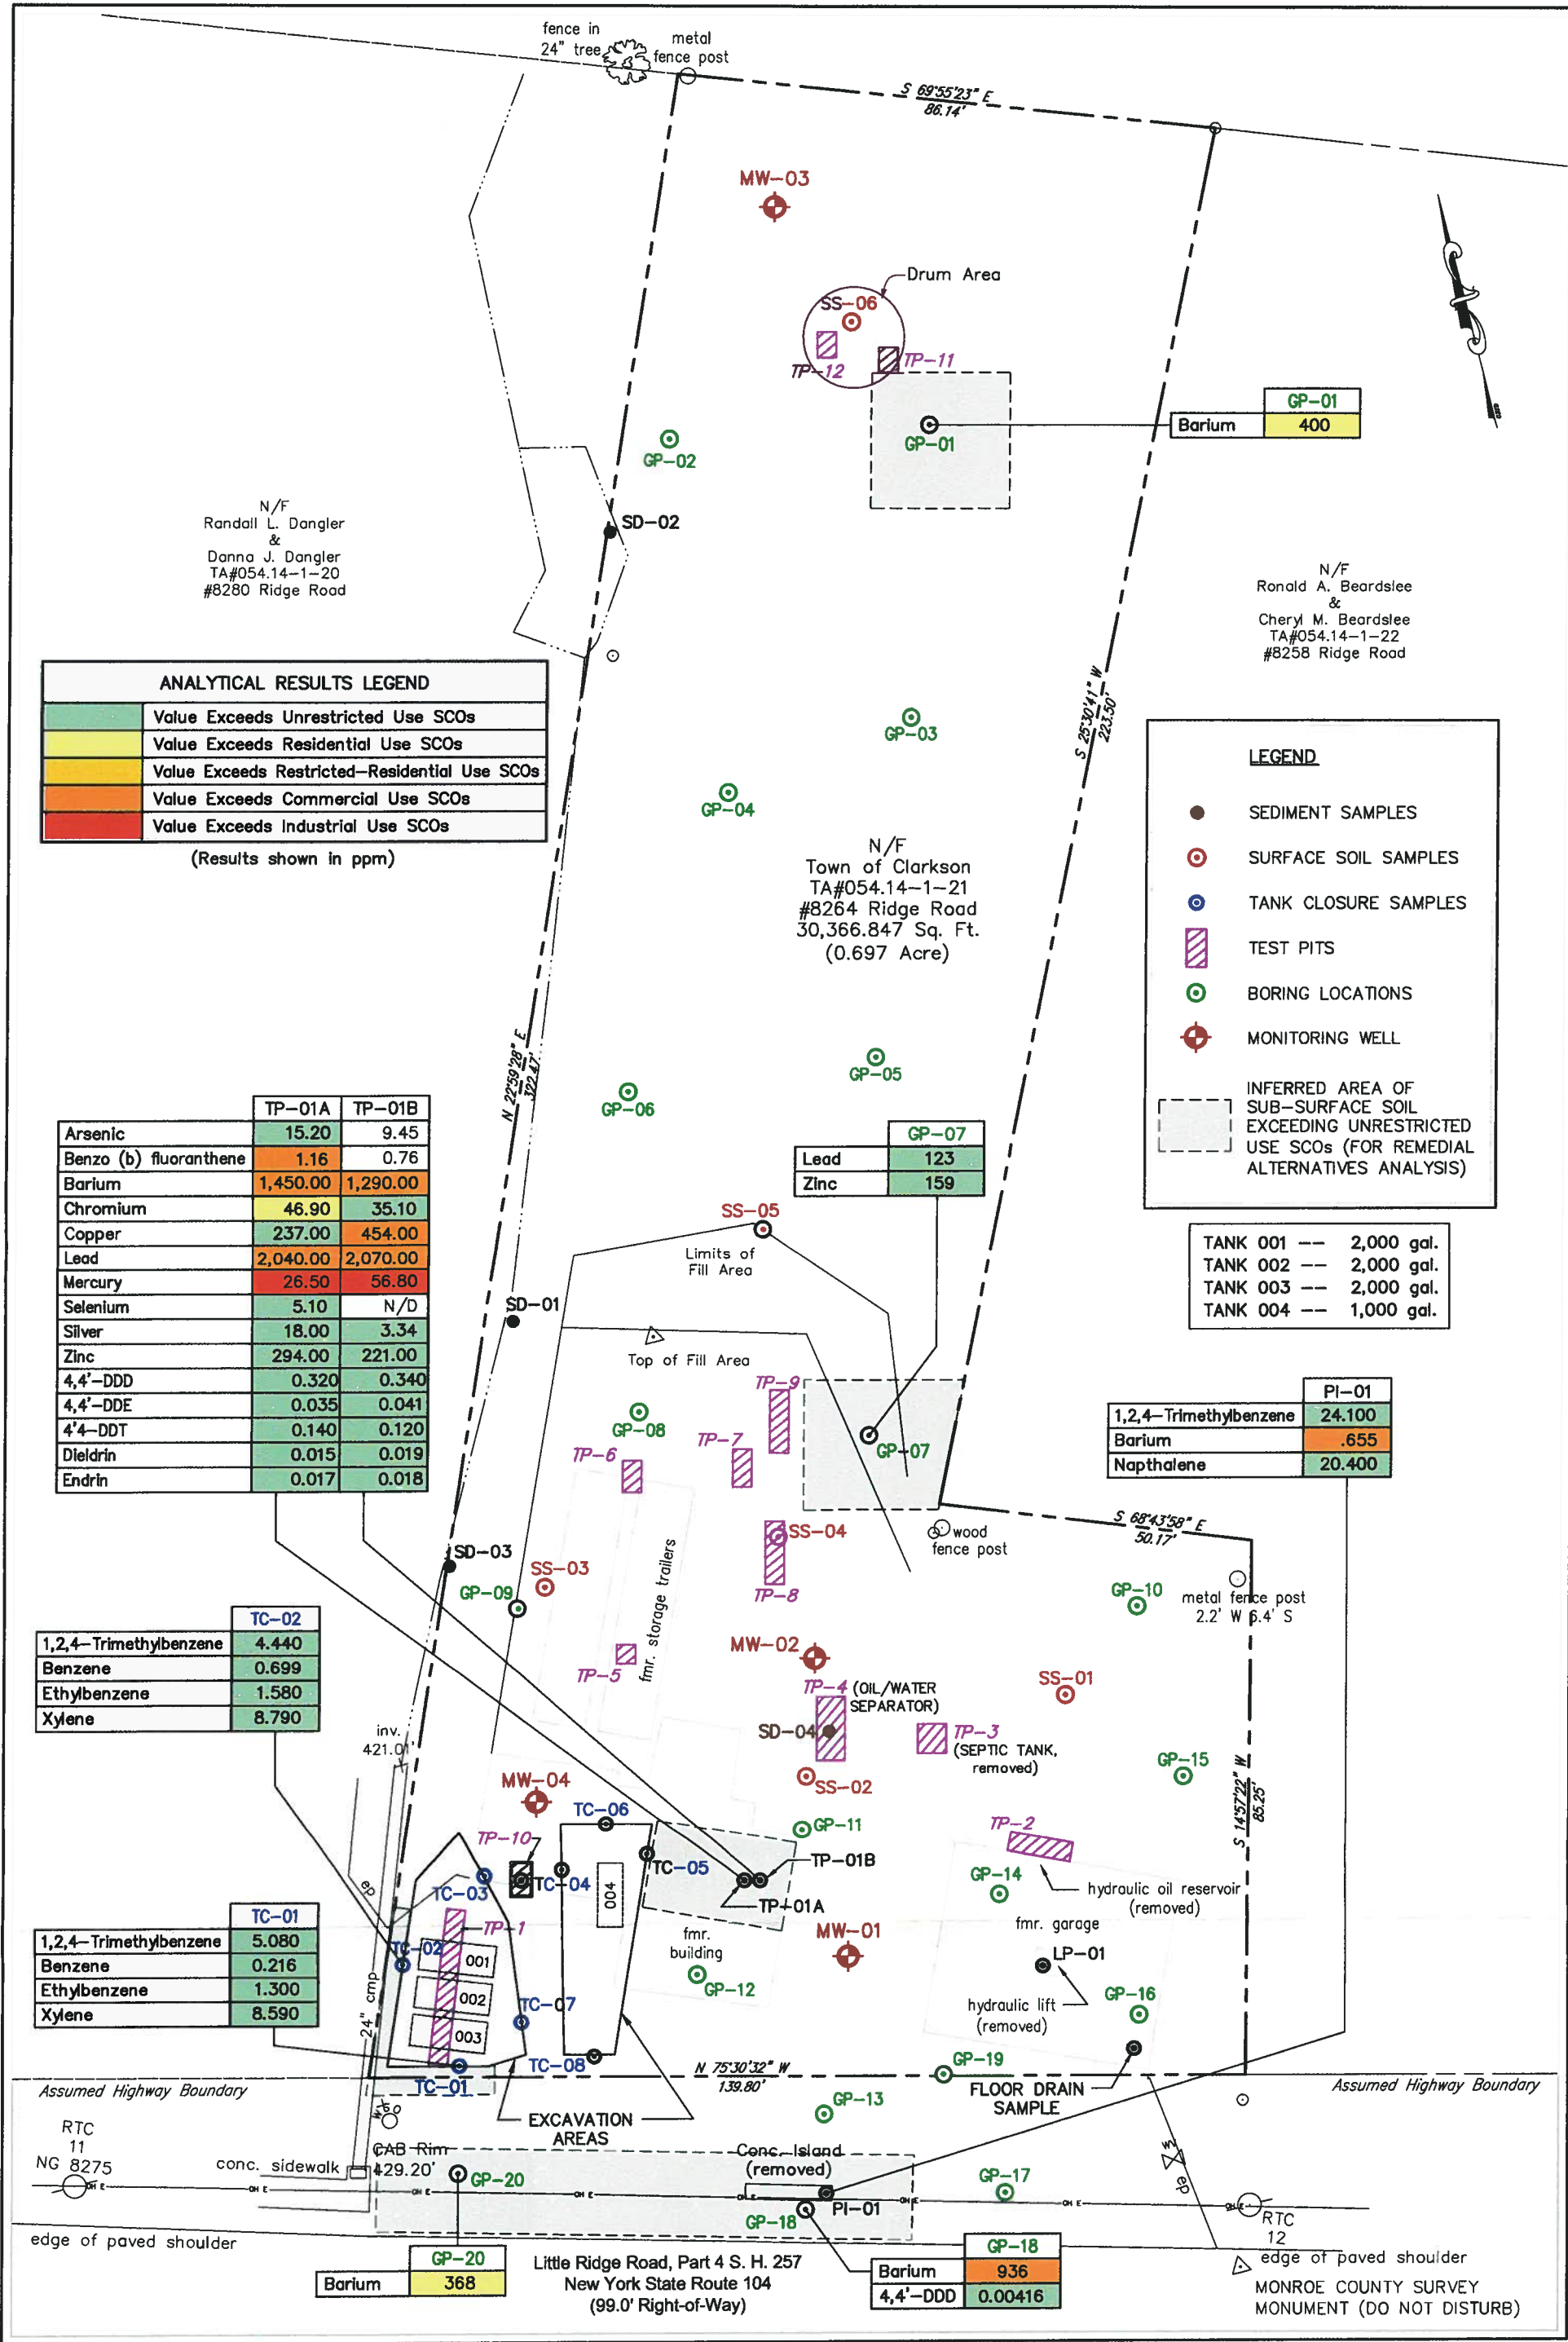 fence in
24" tree
metal
fence post
S 69°55'23" E
86.14'
MW-03
Drum Area
SS-06
TP-12
TP-11
GP-01
Barium 400
GP-01
GP-02
N/F
Randall L. Dangler
&
Danna J. Dangler
TA#054.14-1-20
#8280 Ridge Road
SD-02
N/F
Ronald A. Beardslee
&
Cheryl M. Beardslee
TA#054.14-1-22
#8258 Ridge Road
ANALYTICAL RESULTS LEGEND
Value Exceeds Unrestricted Use SCOs
Value Exceeds Residential Use SCOs
Value Exceeds Restricted-Residential Use SCOs
Value Exceeds Commercial Use SCOs
Value Exceeds Industrial Use SCOs
(Results shown in ppm)
S 25°30'41" W
223.50'
GP-03
GP-04
N/F
Town of Clarkson
TA#054.14-1-21
#8264 Ridge Road
30,366.847 Sq. Ft.
(0.697 Acre)
LEGEND
SEDIMENT SAMPLES
SURFACE SOIL SAMPLES
TANK CLOSURE SAMPLES
TEST PITS
BORING LOCATIONS
MONITORING WELL
INFERRED AREA OF
SUB-SURFACE SOIL
EXCEEDING UNRESTRICTED
USE SCOs (FOR REMEDIAL
ALTERNATIVES ANALYSIS)
TANK 001 -- 2,000 gal.
TANK 002 -- 2,000 gal.
TANK 003 -- 2,000 gal.
TANK 004 -- 1,000 gal.
N 22°59'28" E
322.47'
GP-05
GP-06
TP-01A TP-01B
Arsenic 15.20 9.45
Benzo (b) fluoranthene 1.16 0.76
Barium 1,450.00 1,290.00
Chromium 46.90 35.10
Copper 237.00 454.00
Lead 2,040.00 2,070.00
Mercury 26.50 56.80
Selenium 5.10 N/D
Silver 18.00 3.34
Zinc 294.00 221.00
4,4'-DDD 0.320 0.340
4,4'-DDE 0.035 0.041
4'4-DDT 0.140 0.120
Dieldrin 0.015 0.019
Endrin 0.017 0.018
GP-07
Lead 123
Zinc 159
SS-05
Limits of
Fill Area
SD-01
Top of Fill Area
TP-9
GP-08
TP-7
TP-6
GP-07
PI-01
1,2,4-Trimethylbenzene 24.100
Barium .655
Napthalene 20.400
S 68°43'58" E
50.17'
wood
fence post
SS-04
TP-8
SD-03
SS-03
GP-09
fmr. storage trailers
TP-5
GP-10
metal fence post
2.2' W 6.4' S
TC-02
1,2,4-Trimethylbenzene 4.440
Benzene 0.699
Ethylbenzene 1.580
Xylene 8.790
MW-02
TP-4 (OIL/WATER
SEPARATOR)
SD-04
SS-01
TP-3
(SEPTIC TANK,
removed)
inv.
421.01'
SS-02
GP-15
S 14°57'22" W
85.25'
MW-04
TC-06
GP-11
TP-2
TP-10
TC-03
TC-04
TC-05
TP-01B
TP-01A
004
GP-14
hydraulic oil reservoir
(removed)
fmr. garage
ep
TC-01
1,2,4-Trimethylbenzene 5.080
Benzene 0.216
Ethylbenzene 1.300
Xylene 8.590
TP-1
TC-02
001
002
003
fmr.
building
MW-01
GP-12
LP-01
hydraulic lift
(removed)
GP-16
24" cmp
TC-07
TC-08
TC-01
N 75°30'32" W
139.80'
GP-19
FLOOR DRAIN
SAMPLE
Assumed Highway Boundary
Assumed Highway Boundary
GP-13
EXCAVATION
AREAS
RTC
11
NG 8275
conc. sidewalk
CAB Rim
429.20'
GP-20
Conc. Island
(removed)
PI-01
GP-18
GP-17
ep
OH E
OH E
OH E
OH E
OH E
OH E
OH E
RTC
12
edge of paved shoulder
edge of paved shoulder
GP-20
Barium 368
Little Ridge Road, Part 4 S. H. 257
New York State Route 104
(99.0' Right-of-Way)
GP-18
Barium 936
4,4'-DDD 0.00416
MONROE COUNTY SURVEY
MONUMENT (DO NOT DISTURB)